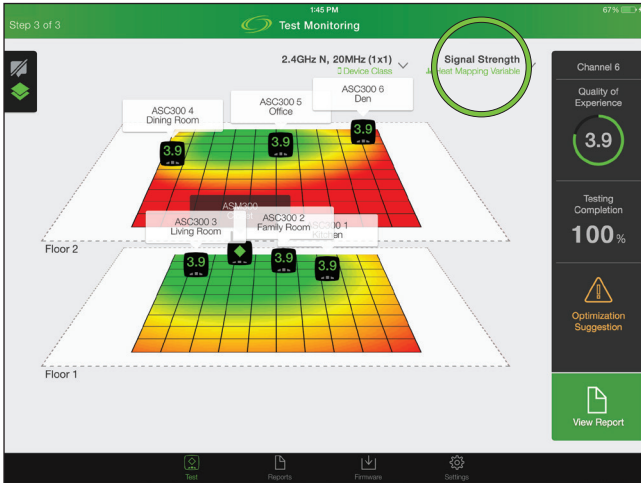 1:45 PM
67%
Step 3 of 3
Test Monitoring
2.4GHz N, 20MHz (1x1)
Device Class
Signal Strength
Heat Mapping Variable
Channel 6
Quality of
Experience
3.9
Testing
Completion
100%
Optimization
Suggestion
View Report
ASC300 6
Den
ASC300 5
Office
ASC300 4
Dining Room
3.9
3.9
3.9
ASM300
Floor 2
ASC300 3
Living Room
ASC300 2
Family Room
ASC300 1
Kitchen
3.9
3.9
3.9
Floor 1
Test
Reports
Firmware
Settings